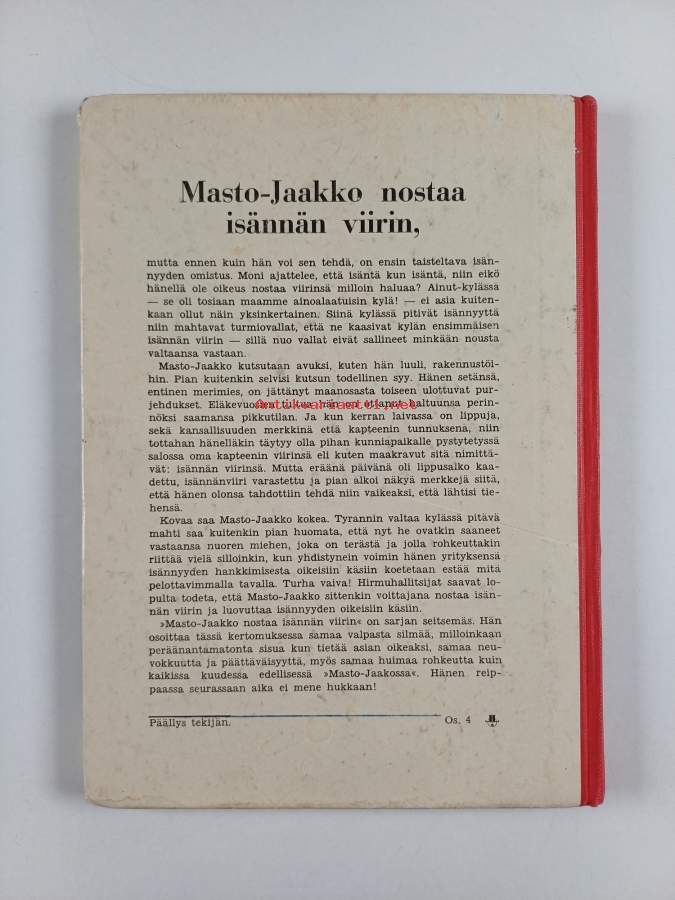 Masto-Jaakko nostaa
isännän viirin,
mutta ennen kuin hän voi sen tehdä, on ensin taisteltava isän-
nyyden omistus. Moni ajattelee, että isäntä kun isäntä, niin eikö
hänellä ole oikeus nostaa viirinsä milloin haluaa? Ainut-kylässä
— se oli tosiaan maamme ainoalaatuisin kylä! — ei asia kuiten-
kaan ollut näin yksinkertainen. Siinä kylässä pitivät isännyyttä
niin mahtavat turmiovallat, että ne kaasivat kylän ensimmäisen
isännän viirin — sillä nuo vallat eivät sallineet minkään nousta
valtaansa vastaan.
Masto-Jaakko kutsutaan avuksi, kuten hän luuli, rakennustöi-
hin. Pian kuitenkin selvisi kutsun todellinen syy. Hänen setänsä,
entinen merimies, on jättänyt maanosasta toiseen ulottuvat pur-
jehdukset. Eläkevuosiksi tultua hän on ottanut haltuunsa perin-
Antikvariaatti.net
nöksi saamansa pikkutilan. Ja kun kerran laivassa on lippuja,
sekä kansallisuuden merkkinä että kapteenin tunnuksena, niin
tottahan hänelläkin täytyy olla pihan kunniapaikalle pystytetyssä
salossa oma kapteenin viirinsä eli kuten maakravut sitä nimittä-
vät: isännän viirinsä. Mutta eräänä päivänä oli lippusalko kaa-
dettu, isännänviiri varastettu ja pian alkoi näkyä merkkejä siitä,
että hänen olonsa tahdottiin tehdä niin vaikeaksi, että lähtisi tie-
hensä.
Kovaa saa Masto-Jaakko kokea. Tyrannin valtaa kylässä pitävä
mahti saa kuitenkin pian huomata, että nyt he ovatkin saaneet
vastaansa nuoren miehen, joka on terästä ja jolla rohkeuttakin
riittää vielä silloinkin, kun yhdistynein voimin hänen yrityksensä
isännyyden hankkimisesta oikeisiin käsiin koetetaan estää mitä
pelottavimmalla tavalla. Turha vaiva! Hirmuhallitsijat saavat lo-
pulta todeta, että Masto-Jaakko sittenkin voittajana nostaa isän-
nän viirin ja luovuttaa isännyyden oikeisiin käsiin.
»Masto-Jaakko nostaa isännän viirin« on sarjan seitsemäs. Hän
osoittaa tässä kertomuksessa samaa valpasta silmää, milloinkaan
peräänantamatonta sisua kun tietää asian oikeaksi, samaa neu-
vokkuutta ja päättäväisyyttä, myös samaa huimaa rohkeutta kuin
kaikissa kuudessa edellisessä »Masto-Jaakossa«. Hänen reip-
paassa seurassaan aika ei mene hukkaan!
Päällys tekijän. Os. 4